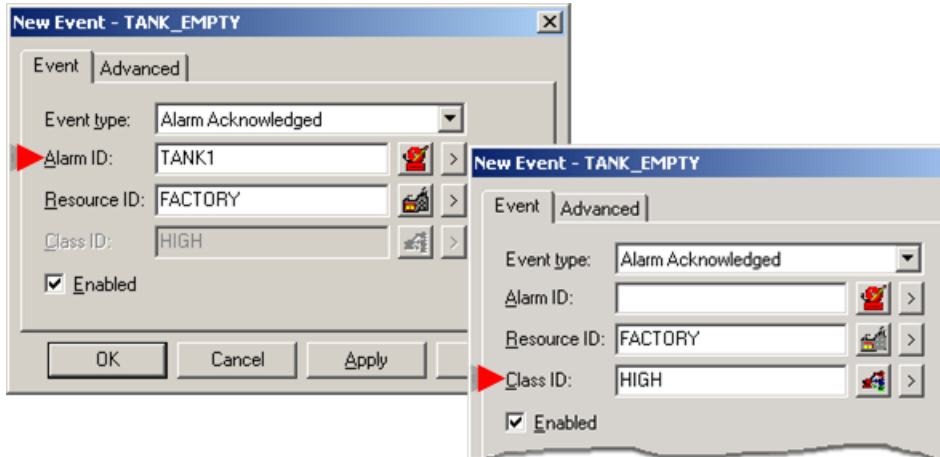 New Event - TANK_EMPTY
Event Advanced
Event type: Alarm Acknowledged
Alarm ID: TANK1 >
Resource ID: FACTORY >
Class ID: HIGH >
Enabled
OK Cancel Apply
New Event - TANK_EMPTY
Event Advanced
Event type: Alarm Acknowledged
Alarm ID: >
Resource ID: FACTORY >
Class ID: HIGH >
Enabled